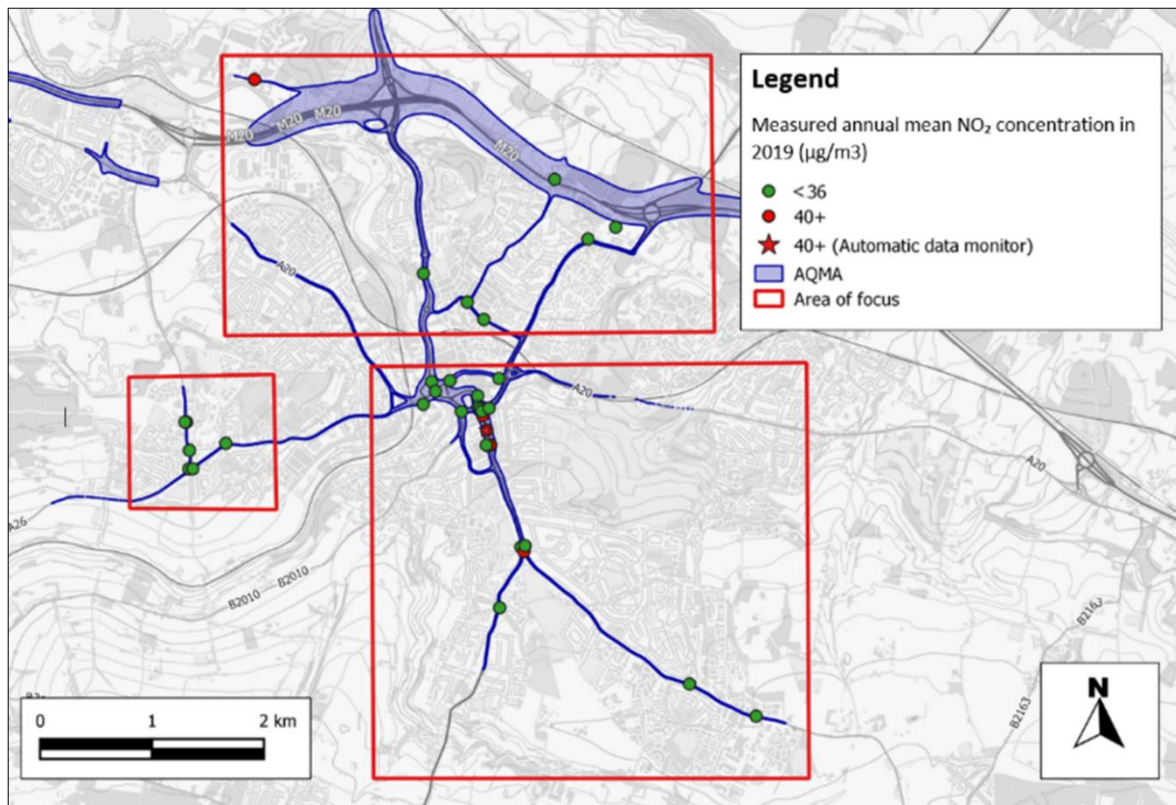 Legend
Measured annual mean NO₂ concentration in
2019 (µg/m3)
< 36
40+
40+ (Automatic data monitor)
AQMA
Area of focus
M20
M20
M20
M20
A20
A20
A20
A26
B2010
B2010
B2163
B2163
N
0 1 2 km